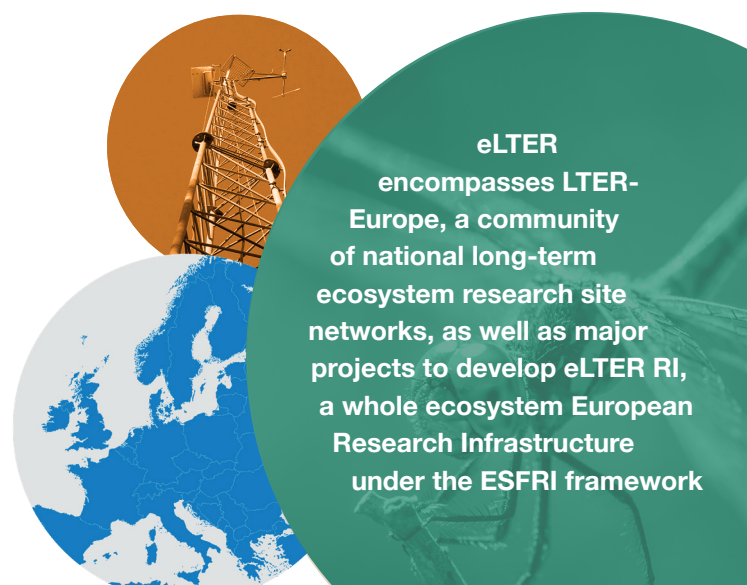 eLTER
encompasses LTER-
Europe, a community
of national long-term
ecosystem research site
networks, as well as major
projects to develop eLTER RI,
a whole ecosystem European
Research Infrastructure
under the ESFRI framework